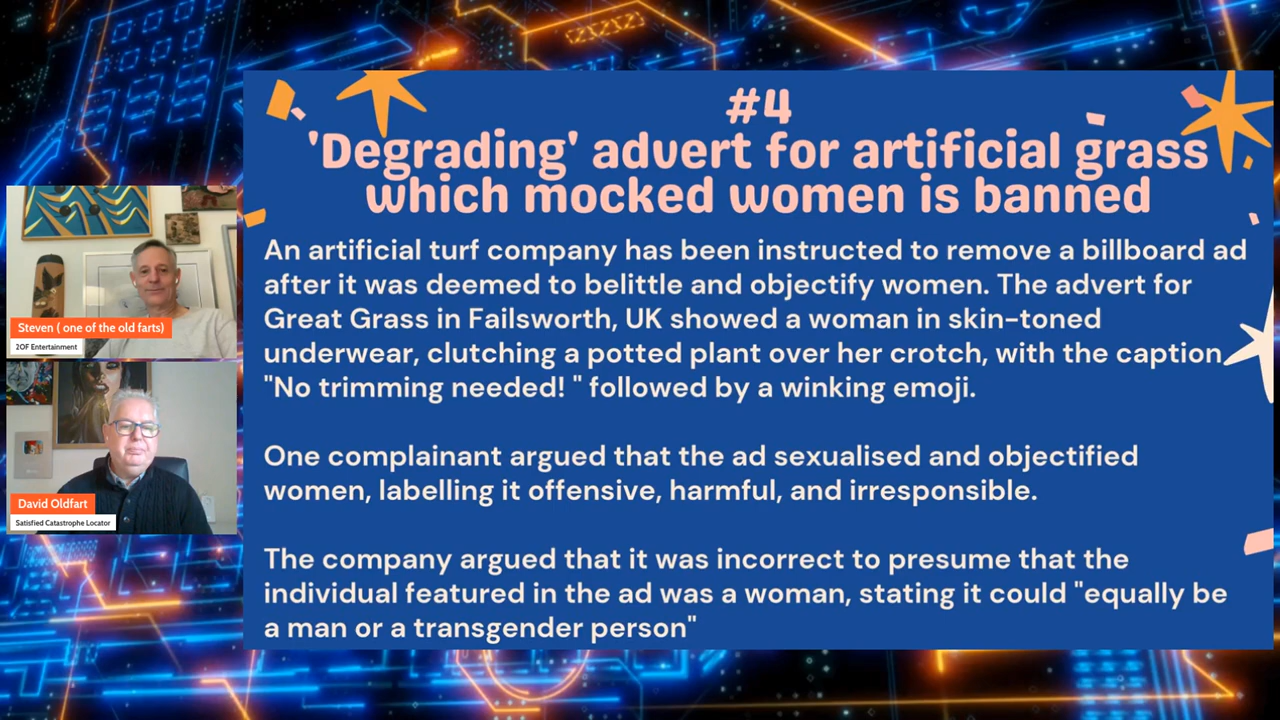 #4
'Degrading' advert for artificial grass
which mocked women is banned
An artificial turf company has been instructed to remove a billboard ad
after it was deemed to belittle and objectify women. The advert for
Great Grass in Failsworth, UK showed a woman in skin-toned
underwear, clutching a potted plant over her crotch, with the caption
"No trimming needed! " followed by a winking emoji.
One complainant argued that the ad sexualised and objectified
women, labelling it offensive, harmful, and irresponsible.
The company argued that it was incorrect to presume that the
individual featured in the ad was a woman, stating it could "equally be
a man or a transgender person"
Steven ( one of the old farts)
2OF Entertainment
David Oldfart
Satisfied Catastrophe Locator